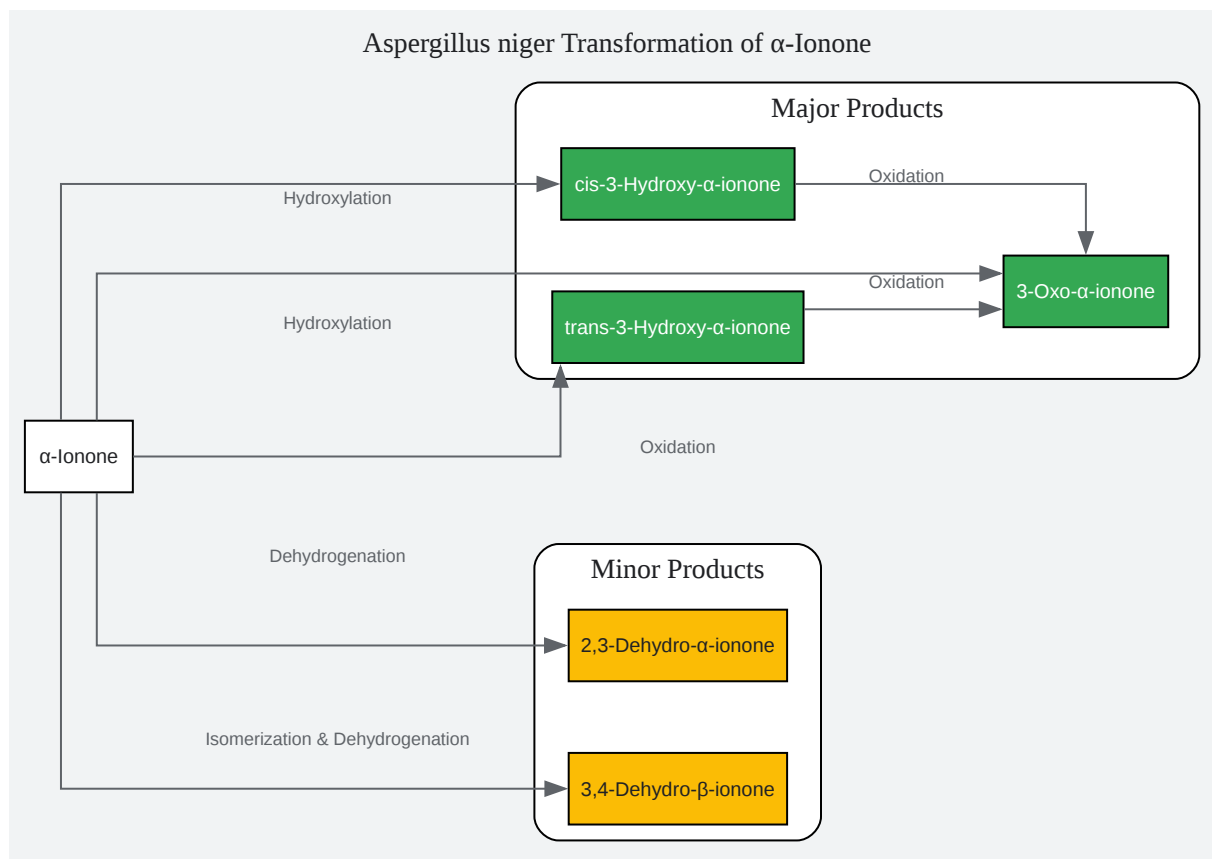 Aspergillus niger Transformation of α-Ionone
Major Products
cis-3-Hydroxy-α-ionone
Oxidation
Hydroxylation
Oxidation
3-Oxo-α-ionone
Hydroxylation
trans-3-Hydroxy-α-ionone
α-Ionone
Oxidation
Dehydrogenation
Minor Products
2,3-Dehydro-α-ionone
Isomerization & Dehydrogenation
3,4-Dehydro-β-ionone